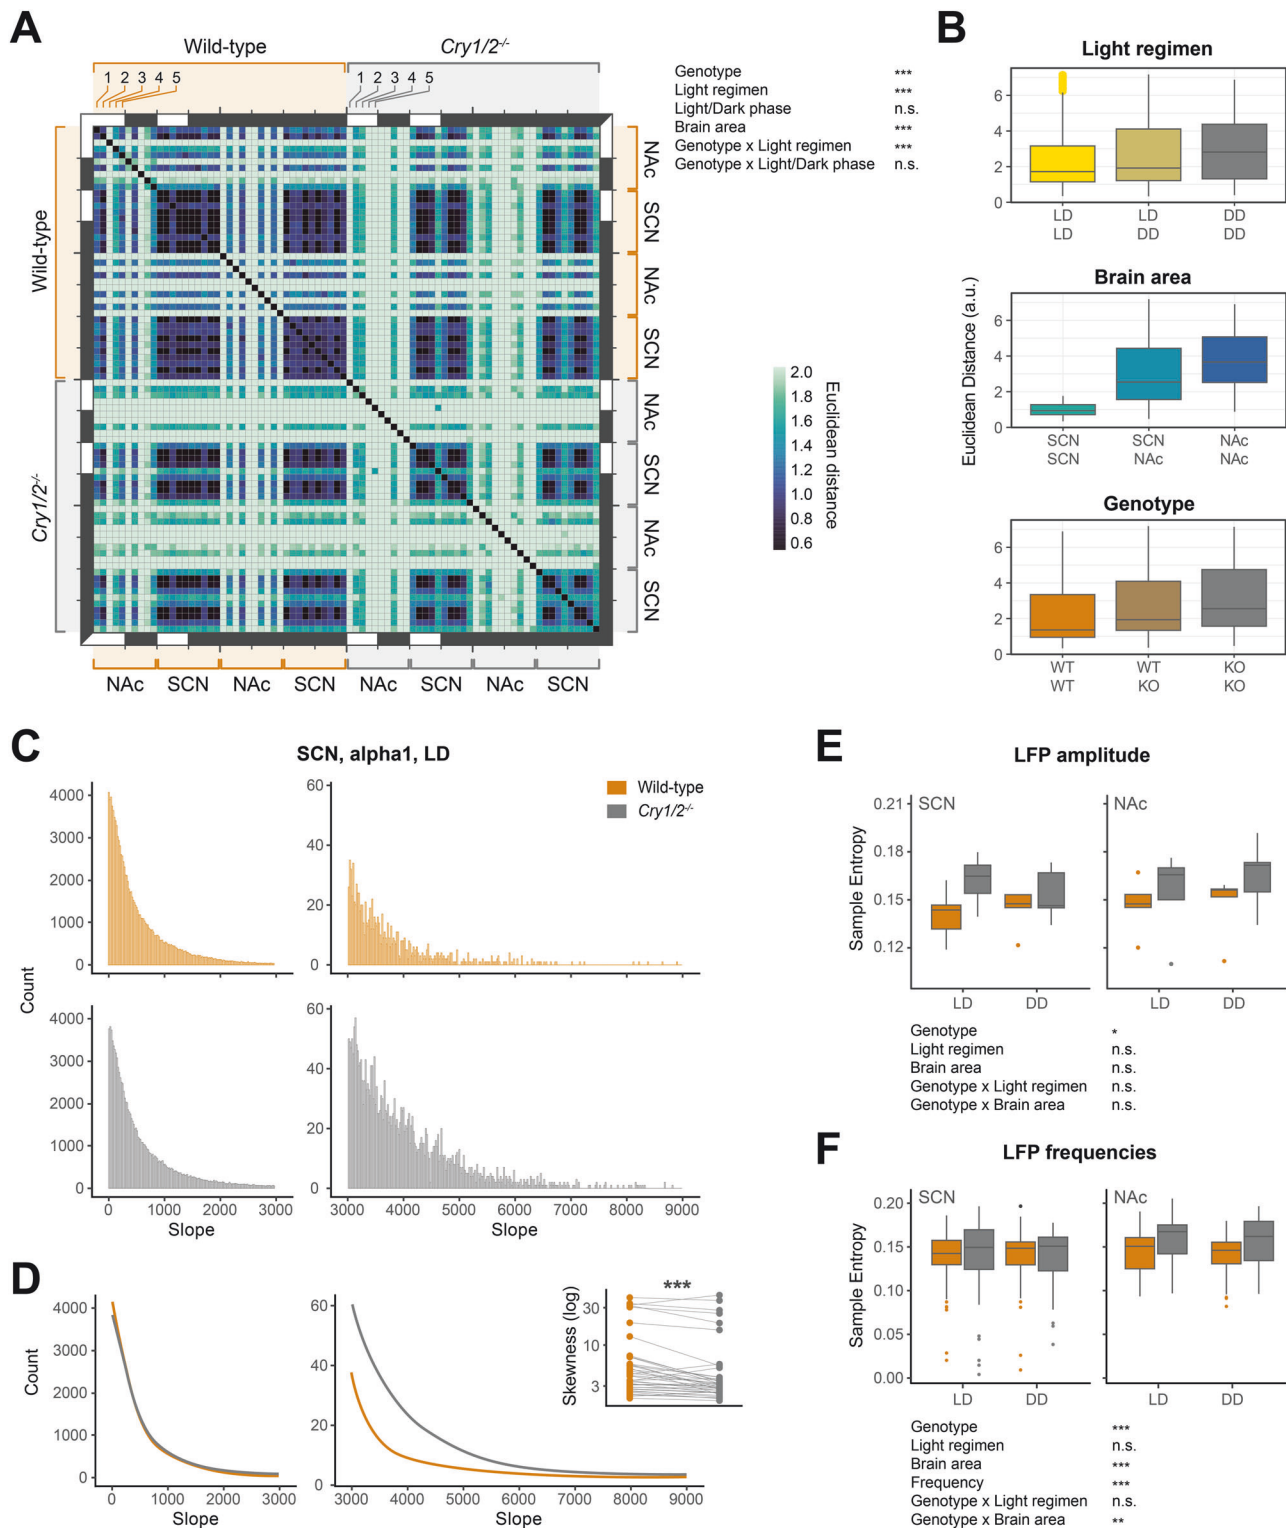 A
Wild-type
Cry1/2-/-
1 2 3 4 5
1 2 3 4 5
Genotype ***
Light regimen ***
Light/Dark phase n.s.
Brain area ***
Genotype x Light regimen ***
Genotype x Light/Dark phase n.s.
Wild-type
Cry1/2-/-
NAc
SCN
NAc
SCN
NAc
SCN
NAc
SCN
NAc SCN NAc SCN NAc SCN NAc SCN
2.0
1.8
1.6
1.4
1.2
1.0
0.8
0.6
Euclidean distance
B
Light regimen
6
4
2
0
LD LD DD
LD DD DD
Euclidean Distance (a.u.)
Brain area
6
4
2
0
SCN SCN NAc
SCN NAc NAc
Genotype
6
4
2
0
WT WT KO
WT KO KO
C
SCN, alpha1, LD
Wild-type
Cry1/2-/-
Count
4000
3000
2000
1000
0
60
40
20
0
4000
3000
2000
1000
0
60
40
20
0
0 1000 2000 3000
3000 4000 5000 6000 7000 8000 9000
Slope
Slope
D
Count
4000
3000
2000
1000
0
0 1000 2000 3000
Slope
60
40
20
0
3000 4000 5000 6000 7000 8000 9000
Slope
***
Skewness (log)
30
10
3
E
LFP amplitude
Sample Entropy
0.21
0.18
0.15
0.12
SCN
NAc
LD DD LD DD
Genotype *
Light regimen n.s.
Brain area n.s.
Genotype x Light regimen n.s.
Genotype x Brain area n.s.
F
LFP frequencies
Sample Entropy
0.20
0.15
0.10
0.05
0.00
SCN
NAc
LD DD LD DD
Genotype ***
Light regimen n.s.
Brain area ***
Frequency ***
Genotype x Light regimen n.s.
Genotype x Brain area **